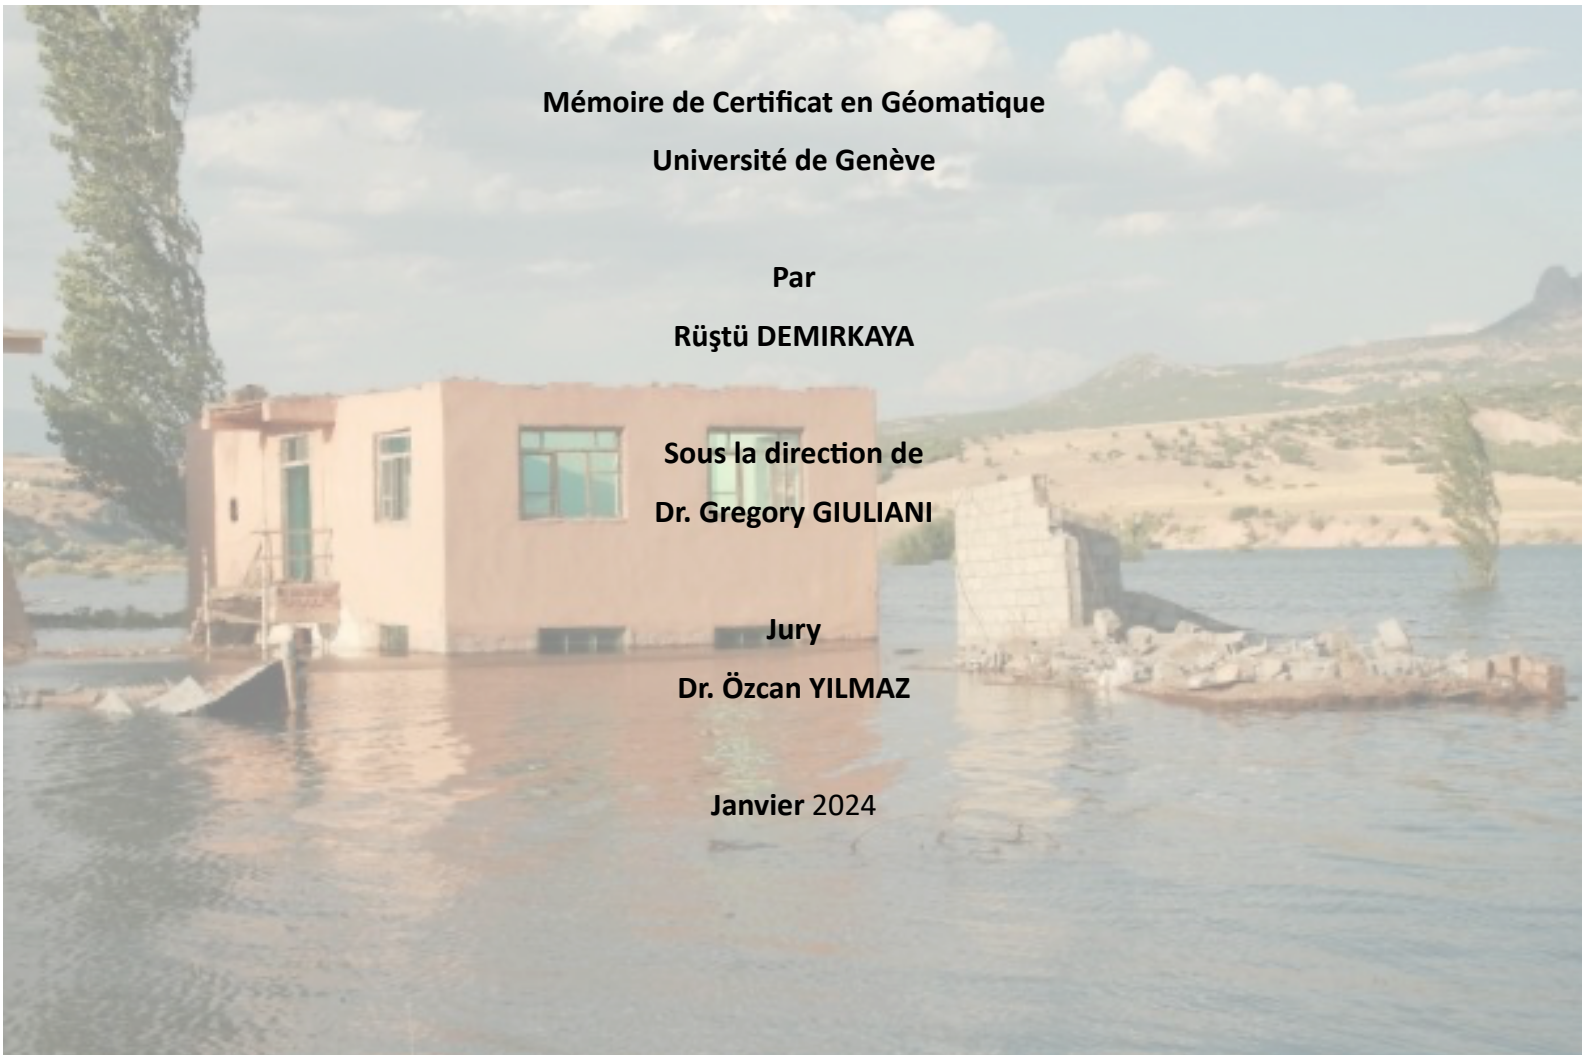 Mémoire de Certificat en Géomatique
Université de Genève
Par
Rüştü DEMIRKAYA
Sous la direction de
Dr. Gregory GIULIANI
Jury
Dr. Özcan YILMAZ
Janvier 2024